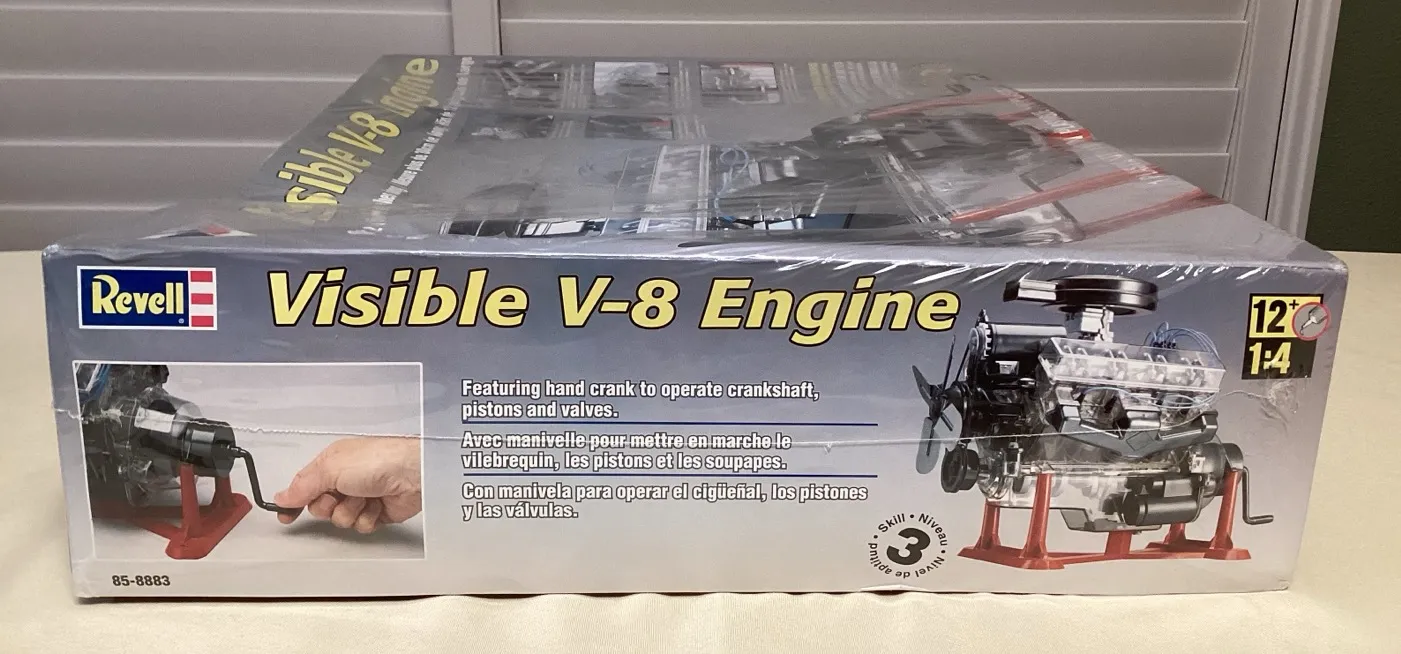 Visible V-8 Engine
Revell
Visible V-8 Engine
12+
1:4
Featuring hand crank to operate crankshaft,
pistons and valves.
Avec manivelle pour mettre en marche le
vilebrequin, les pistons et les soupapes.
Con manivela para operar el cigüeñal, los pistones
y las válvulas.
Skill • Niveau • Nivel de aptitud •
3
85-8883